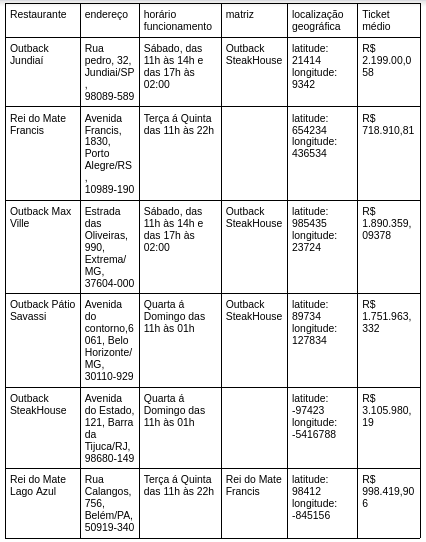 Restaurante endereço horário funcionamento matriz localização geográfica Ticket médio
Outback Jundiaí
Rua pedro, 32, Jundiai/SP , 98089-589
Sábado, das 11h às 14h e das 17h às 02:00
Outback SteakHouse
latitude: 21414 longitude: 9342
R$ 2.199.00,0 58
Rei do Mate Francis
Avenida Francis, 1830, Porto Alegre/RS , 10989-190
Terça á Quinta das 11h às 22h
latitude: 654234 longitude: 436534
R$ 718.910,81
Outback Max Ville
Estrada das Oliveiras, 990, Extrema/ MG, 37604-000
Sábado, das 11h às 14h e das 17h às 02:00
Outback SteakHouse
latitude: 985435 longitude: 23724
R$ 1.890.359, 09378
Outback Pátio Savassi
Avenida do contorno,6 061, Belo Horizonte/ MG, 30110-929
Quarta á Domingo das 11h às 01h
Outback SteakHouse
latitude: 89734 longitude: 127834
R$ 1.751.963, 332
Outback SteakHouse
Avenida do Estado, 121, Barra da Tijuca/RJ, 98680-149
Quarta á Domingo das 11h às 01h
latitude: -97423 longitude: -5416788
R$ 3.105.980, 19
Rei do Mate Lago Azul
Rua Calangos, 756, Belém/PA, 50919-340
Terça á Quinta das 11h às 22h
Rei do Mate Francis
latitude: 98412 longitude: -845156
R$ 998.419,90 6